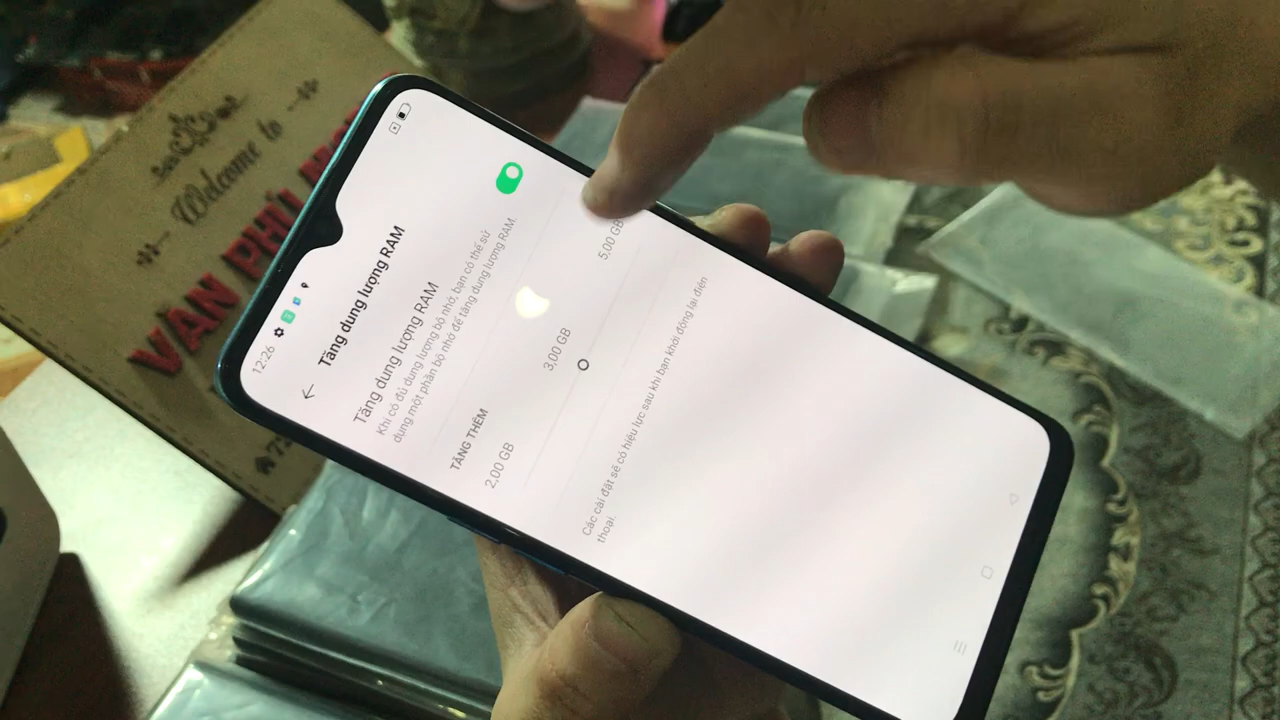 Welcome to
VĂN PHÚ
12:26
Tăng dung lượng RAM
Tăng dung lượng RAM
Khi có đủ dung lượng bộ nhớ, bạn có thể sử
dụng một phần bộ nhớ để tăng dung lượng RAM.
TĂNG THÊM
2,00 GB
3,00 GB
5,00 GB
Các cài đặt sẽ có hiệu lực sau khi bạn khởi động lại điện
thoại.